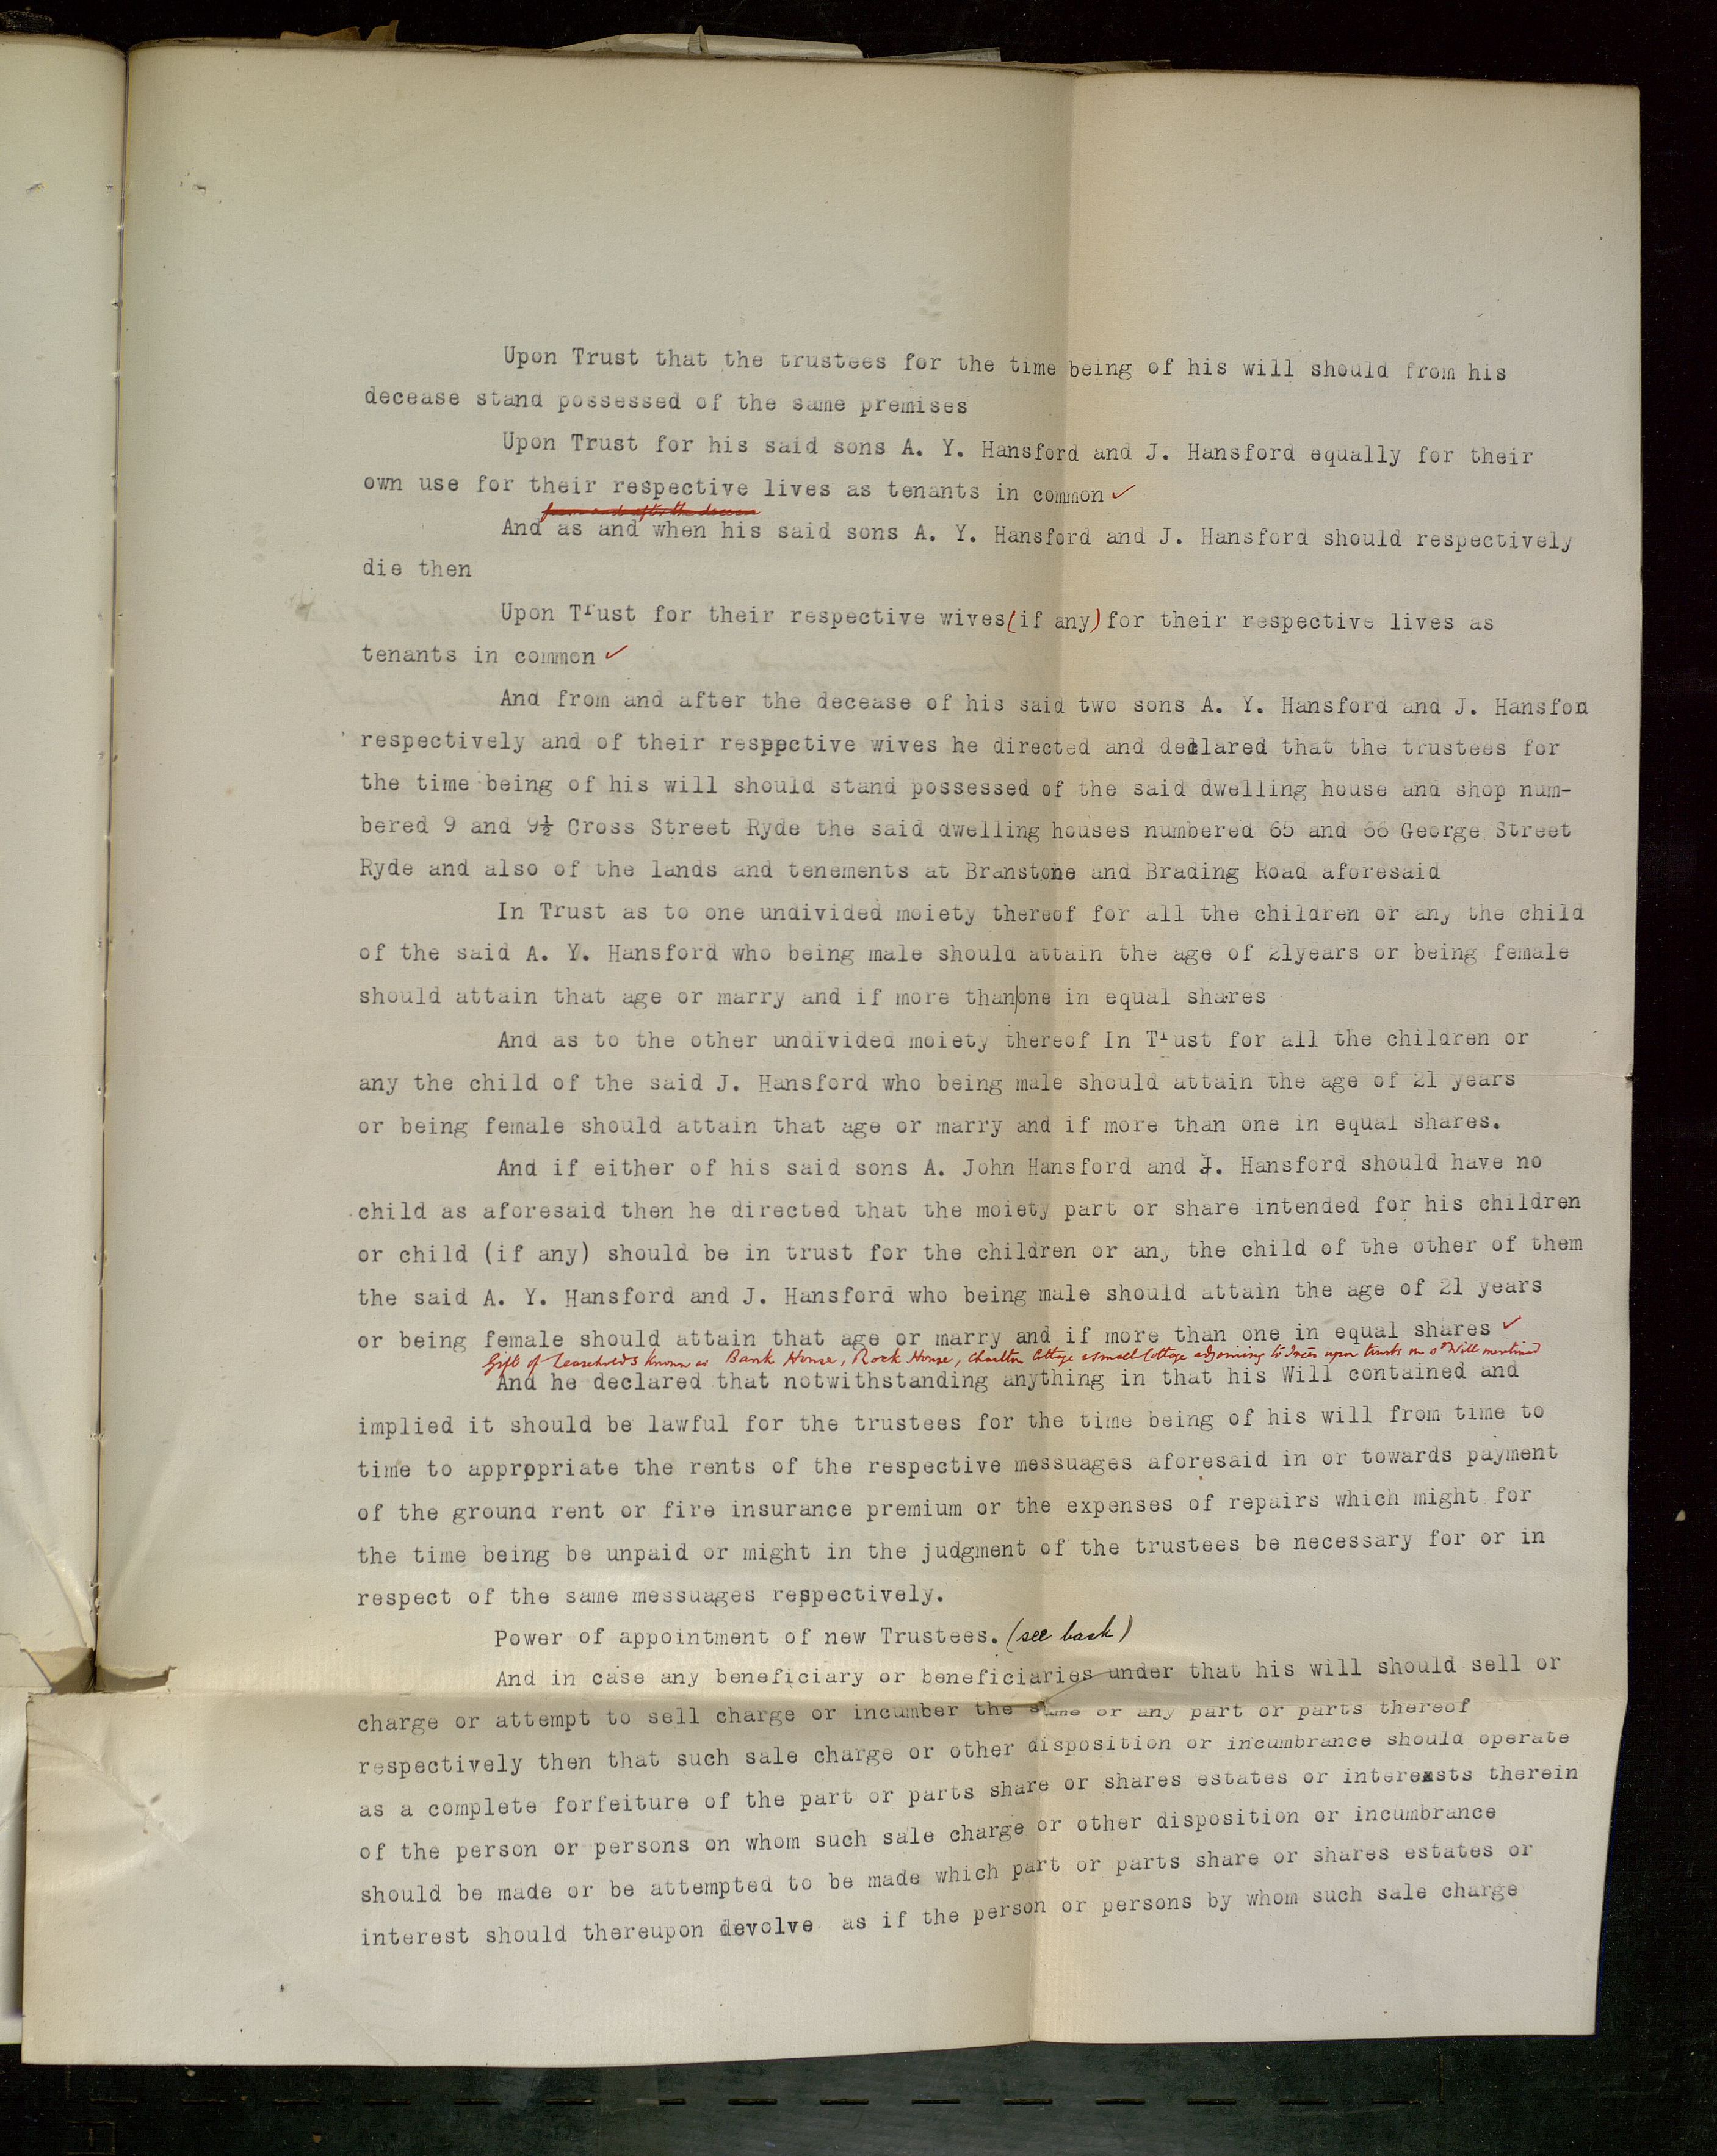 Upon Trust that the trustees for the time being of his will should from his
decease stand possessed of the same premises
Upon Trust for his said sons A. Y. Hansford and J. Hansford equally for their
own use for their respective lives as tenants in common ✓
from and after the decease
And as and when his said sons A. Y. Hansford and J. Hansford should respectively
die then
Upon Trust for their respective wives (if any) for their respective lives as
tenants in common ✓
And from and after the decease of his said two sons A. Y. Hansford and J. Hansfod
respectively and of their resppctive wives he directed and declared that the trustees for
the time being of his will should stand possessed of the said dwelling house and shop num-
bered 9 and 9½ Cross Street Ryde the said dwelling houses numbered 65 and 66 George Street
Ryde and also of the lands and tenements at Branstone and Brading Road aforesaid
In Trust as to one undivided moiety thereof for all the children or any the child
of the said A. Y. Hansford who being male should attain the age of 21years or being female
should attain that age or marry and if more than|one in equal shares
And as to the other undivided moiety thereof In Trust for all the children or
any the child of the said J. Hansford who being male should attain the age of 21 years
or being female should attain that age or marry and if more than one in equal shares.
And if either of his said sons A. John Hansford and J. Hansford should have no
child as aforesaid then he directed that the moiety part or share intended for his children
or child (if any) should be in trust for the children or any the child of the other of them
the said A. Y. Hansford and J. Hansford who being male should attain the age of 21 years
or being female should attain that age or marry and if more than one in equal shares ✓
Gift of Leaseholds known as Bank House, Rock House, Charlton Cottage & small Cottage adjoining to upon trusts in sd Will mentioned
And he declared that notwithstanding anything in that his Will contained and
implied it should be lawful for the trustees for the time being of his will from time to
time to apprppriate the rents of the respective messuages aforesaid in or towards payment
of the ground rent or fire insurance premium or the expenses of repairs which might for
the time being be unpaid or might in the judgment of the trustees be necessary for or in
respect of the same messuages respectively.
Power of appointment of new Trustees. (see back)
And in case any beneficiary or beneficiaries under that his will should sell or
charge or attempt to sell charge or incumber the same or any part or parts thereof
respectively then that such sale charge or other disposition or incumbrance should operate
as a complete forfeiture of the part or parts share or shares estates or interexsts therein
of the person or persons on whom such sale charge or other disposition or incumbrance
should be made or be attempted to be made which part or parts share or shares estates or
interest should thereupon devolve as if the person or persons by whom such sale charge